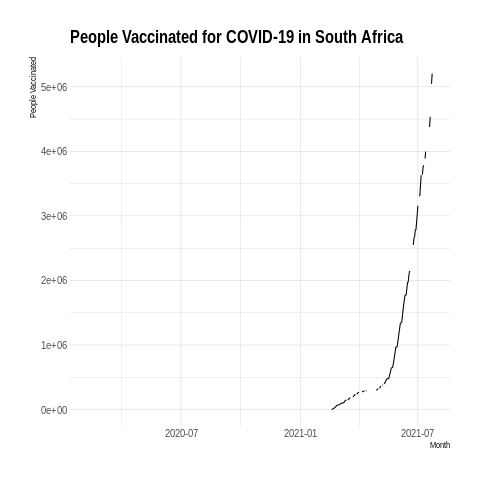 People Vaccinated for COVID-19 in South Africa
People Vaccinated
5e+06
4e+06
3e+06
2e+06
1e+06
0e+00
2020-07
2021-01
2021-07
Month